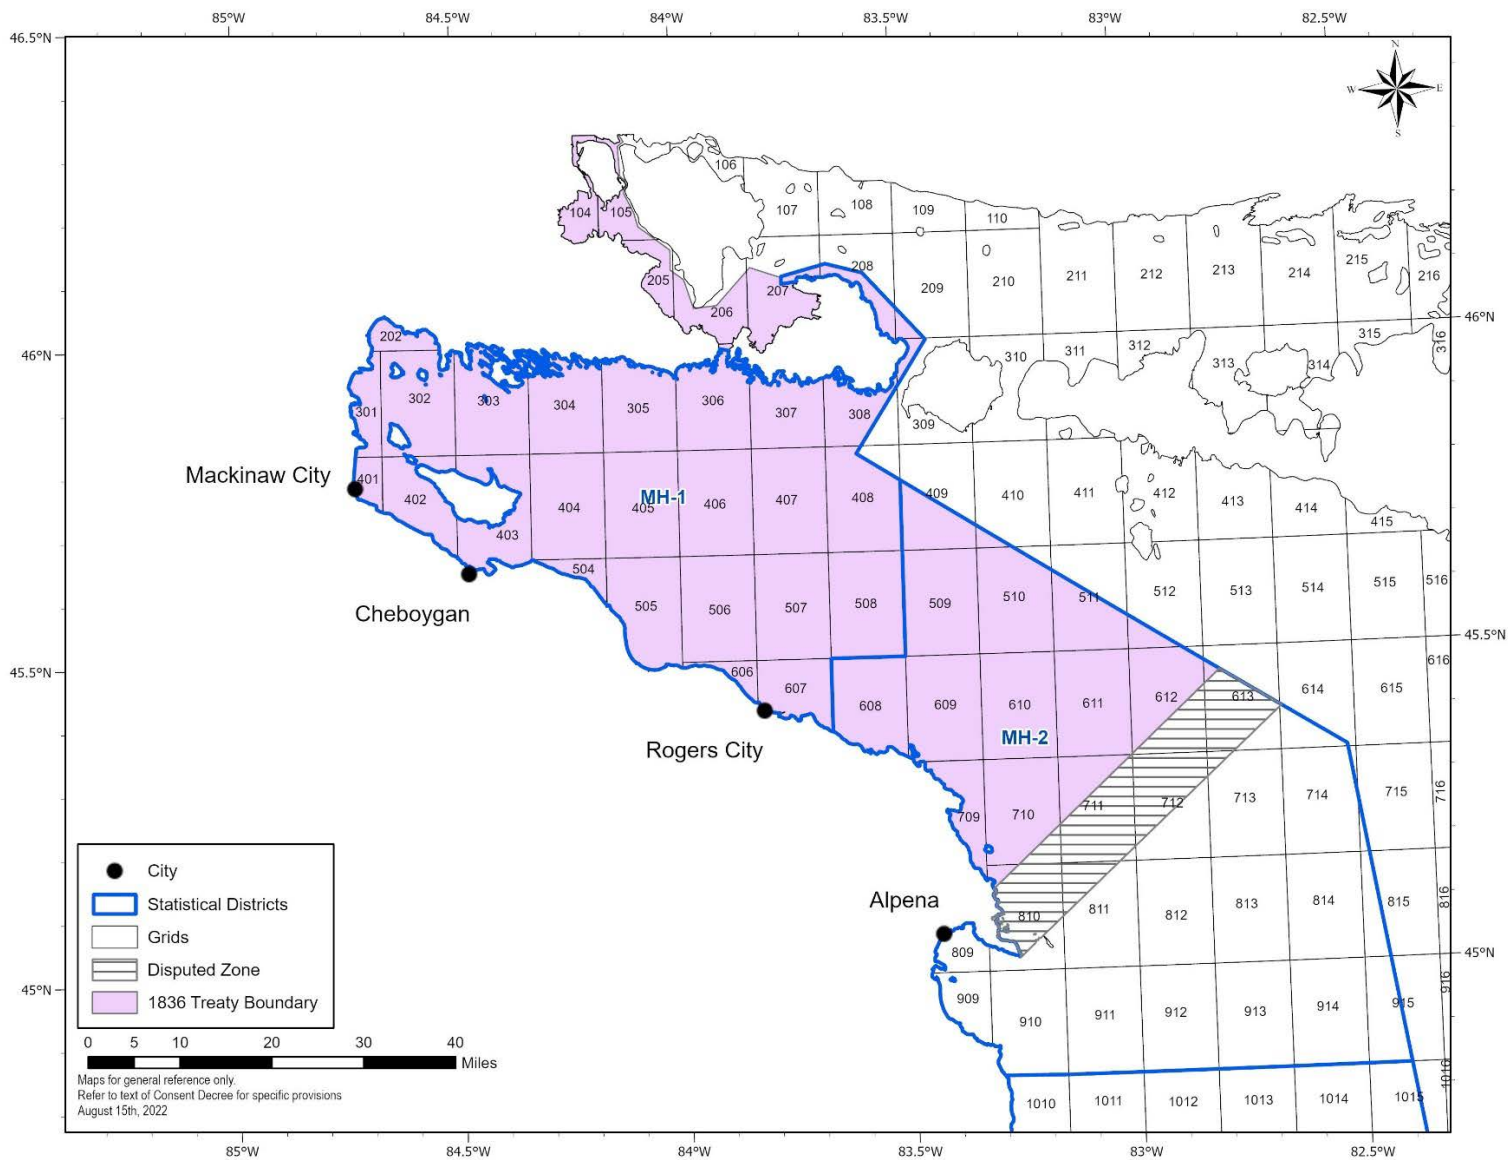 85°W 84.5°W 84°W 83.5°W 83°W 82.5°W
46.5°N
N
W E
S
106
107 108 109 110
104 105
205 206 207 208 209 210 211 212 213 214 215 216
46°N
202
46°N
310 311 312 313 314 315 316
301 302 303 304 305 306 307 308 309
Mackinaw City
401 402 403 404 405 406 407 408 409 410 411 412 413 414 415
MH-1
Cheboygan
504 505 506 507 508 509 510 511 512 513 514 515 516
45.5°N
45.5°N
606 607 608 609 610 611 612 613 614 615 616
Rogers City
MH-2
709 710 711 712 713 714 715 716
Alpena
809 810 811 812 813 814 815 816
45°N
45°N
909 910 911 912 913 914 915 916
1010 1011 1012 1013 1014 1015 1016
City
Statistical Districts
Grids
Disputed Zone
1836 Treaty Boundary
0 5 10 20 30 40
Miles
Maps for general reference only.
Refer to text of Consent Decree for specific provisions
August 15th, 2022
85°W 84.5°W 84°W 83.5°W 83°W 82.5°W